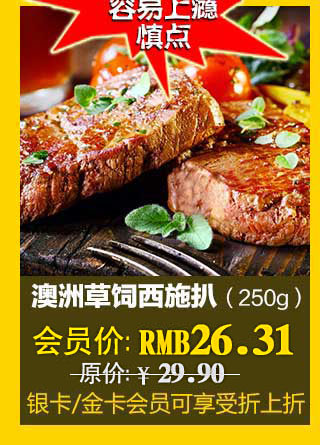 容易上瘾
慎点
澳洲草饲西施扒（250g）
会员价: RMB26.31
原价:￥29.90
银卡/金卡会员可享受折上折